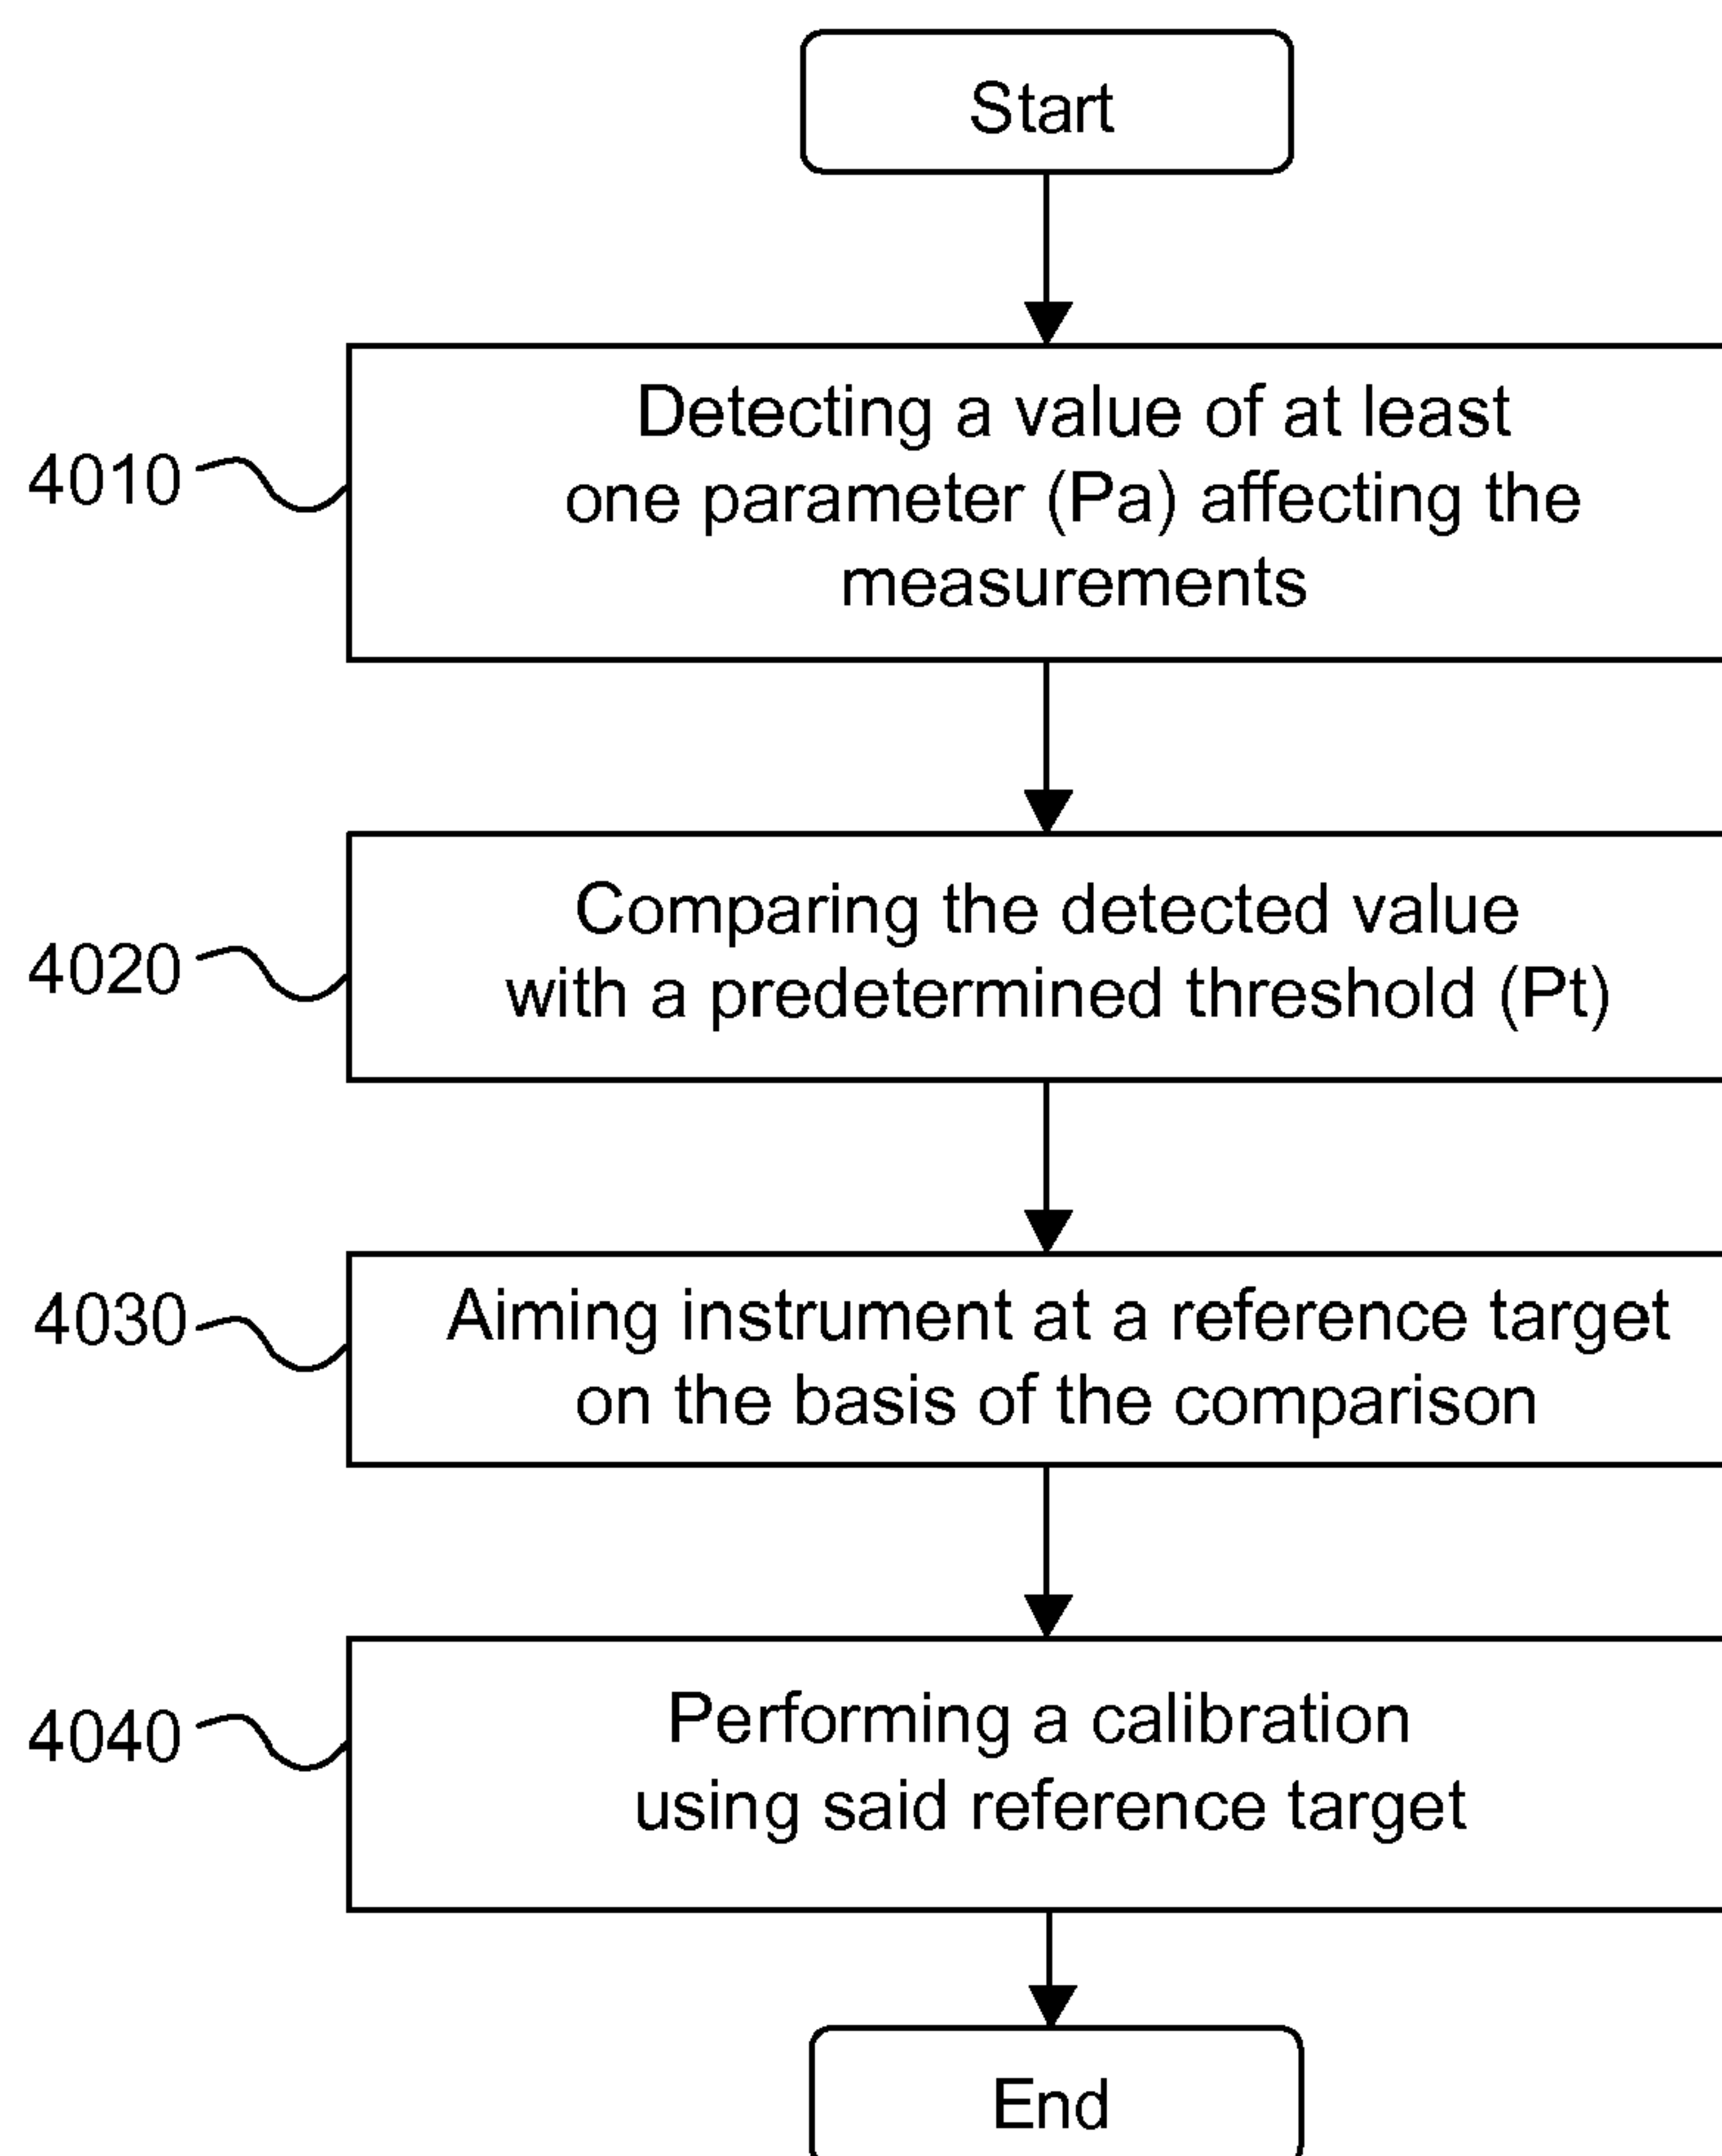 Start
4010
Detecting a value of at least
one parameter (Pa) affecting the
measurements
4020
Comparing the detected value
with a predetermined threshold (Pt)
4030
Aiming instrument at a reference target
on the basis of the comparison
4040
Performing a calibration
using said reference target
End